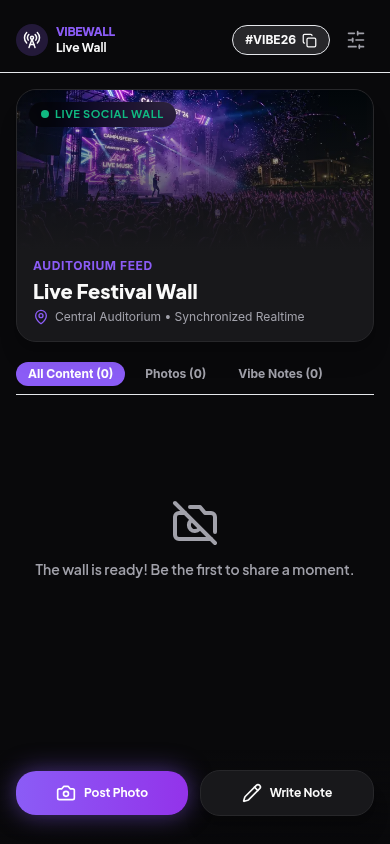 VIBEWALL
Live Wall
#VIBE26
LIVE SOCIAL WALL
LIVE MUSIC
AUDITORIUM FEED
Live Festival Wall
Central Auditorium • Synchronized Realtime
All Content (0)
Photos (0)
Vibe Notes (0)
The wall is ready! Be the first to share a moment.
Post Photo
Write Note